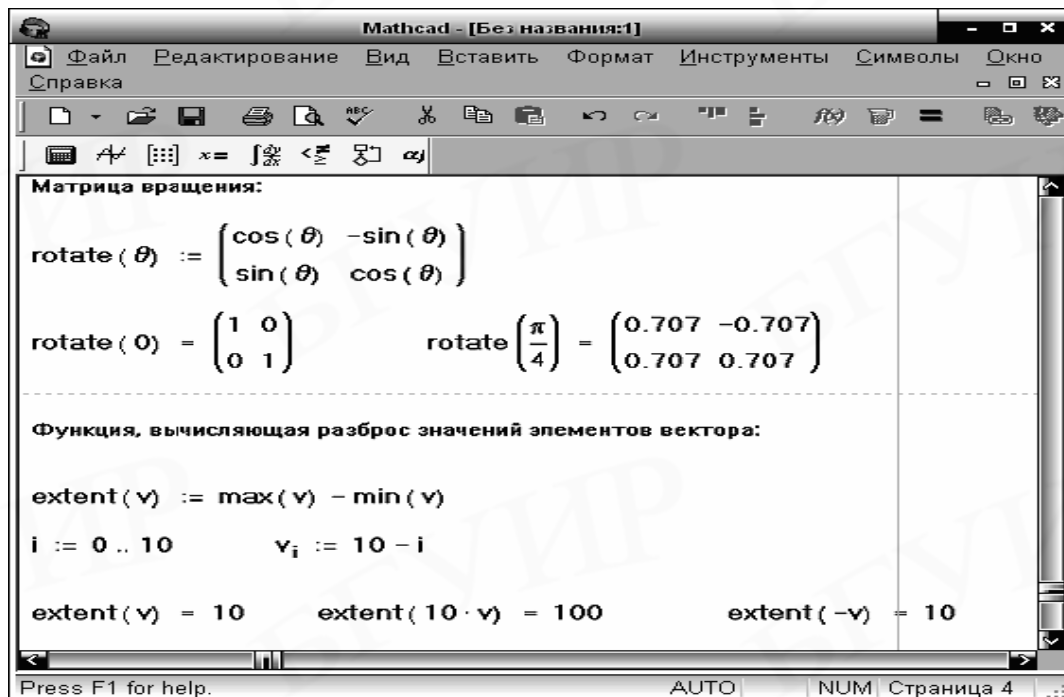 Mathcad - [Без названия:1]
Файл Редактирование Вид Вставить Формат Инструменты Символы Окно
Справка
Матрица вращения:
rotate(θ) := (cos(θ) -sin(θ)
sin(θ) cos(θ))
rotate(0) = (1 0
0 1) rotate(π/4) = (0.707 -0.707
0.707 0.707)
Функция, вычисляющая разброс значений элементов вектора:
extent(v) := max(v) - min(v)
i := 0 .. 10 v_i := 10 - i
extent(v) = 10 extent(10 · v) = 100 extent(-v) = 10
Press F1 for help. AUTO NUM Страница 4
БГУИР